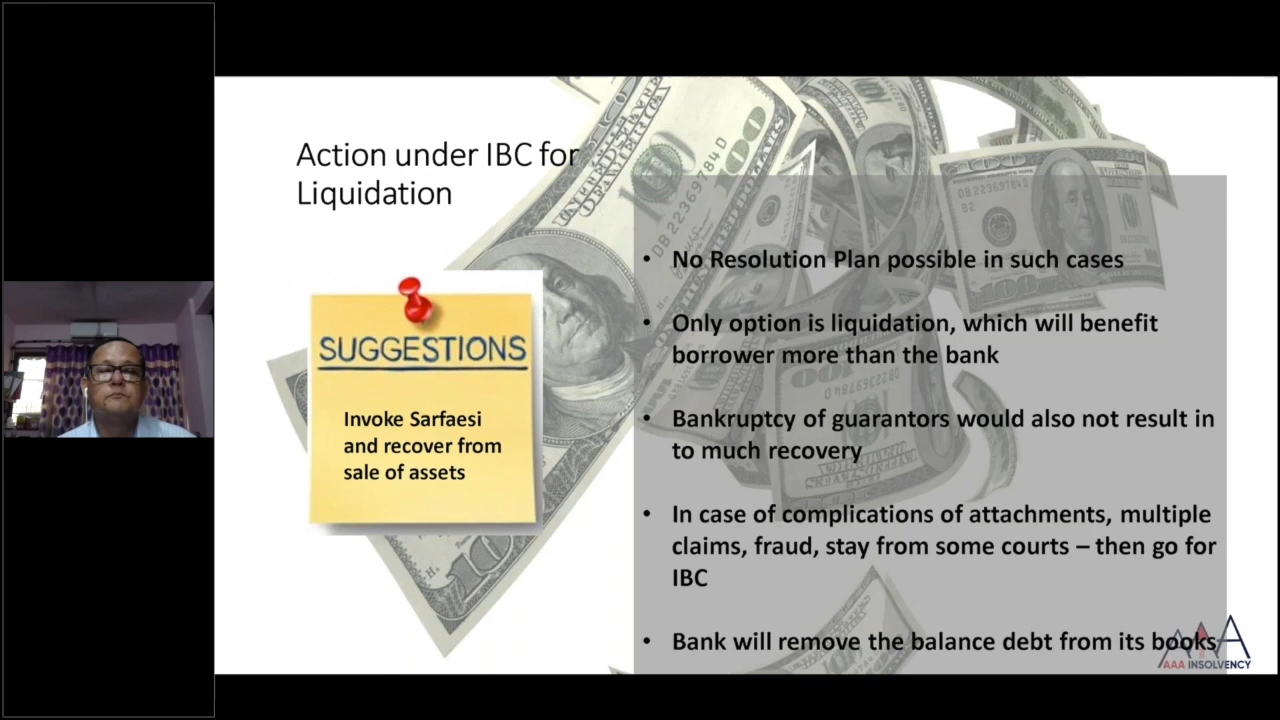 Action under IBC for
Liquidation
SUGGESTIONS
Invoke Sarfaesi
and recover from
sale of assets
• No Resolution Plan possible in such cases
• Only option is liquidation, which will benefit
borrower more than the bank
• Bankruptcy of guarantors would also not result in
to much recovery
• In case of complications of attachments, multiple
claims, fraud, stay from some courts – then go for
IBC
• Bank will remove the balance debt from its books
AAA INSOLVENCY